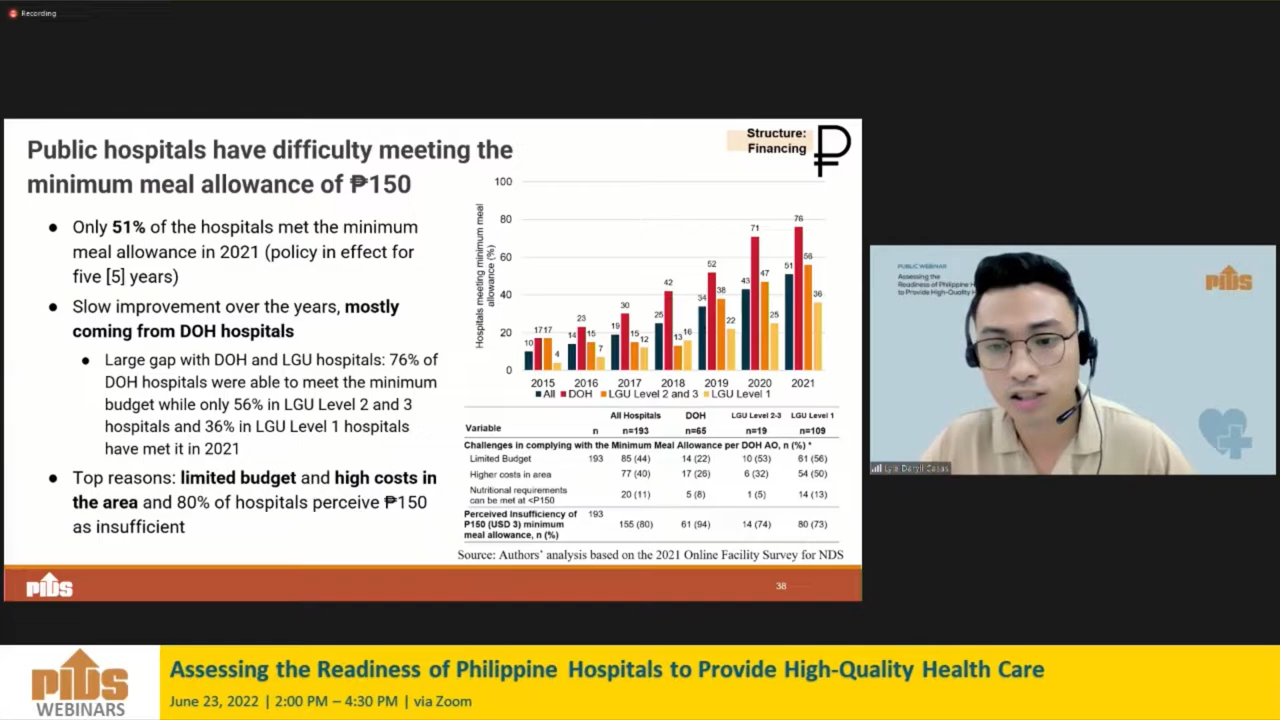 Recording
Public hospitals have difficulty meeting the
minimum meal allowance of ₱150
Structure:
Financing
● Only 51% of the hospitals met the minimum
meal allowance in 2021 (policy in effect for
five [5] years)
● Slow improvement over the years, mostly
coming from DOH hospitals
● Large gap with DOH and LGU hospitals: 76% of
DOH hospitals were able to meet the minimum
budget while only 56% in LGU Level 2 and 3
hospitals and 36% in LGU Level 1 hospitals
have met it in 2021
● Top reasons: limited budget and high costs in
the area and 80% of hospitals perceive ₱150
as insufficient
Hospitals meeting minimum meal
allowance (%)
100
80
60
40
20
0
10 17 17 4
14 23 15 7
19 30 15 12
25 42 13 16
34 52 38 22
43 71 47 25
51 76 56 36
2015 2016 2017 2018 2019 2020 2021
All DOH LGU Level 2 and 3 LGU Level 1
All Hospitals DOH LGU Level 2-3 LGU Level 1
Variable n n=193 n=65 n=19 n=109
Challenges in complying with the Minimum Meal Allowance per DOH AO, n (%) *
Limited Budget 193 85 (44) 14 (22) 10 (53) 61 (56)
Higher costs in area 77 (40) 17 (26) 6 (32) 54 (50)
Nutritional requirements
can be met at <P150 20 (11) 5 (8) 1 (5) 14 (13)
Perceived Insufficiency of 193
P150 (USD 3) minimum 155 (80) 61 (94) 14 (74) 80 (73)
meal allowance, n (%)
Source: Authors' analysis based on the 2021 Online Facility Survey for NDS
PIDS
38
PUBLIC WEBINAR
Assessing the
Readiness of Philippine H
to Provide High-Quality H
PIDS
PIDS
WEBINARS
Assessing the Readiness of Philippine Hospitals to Provide High-Quality Health Care
June 23, 2022 | 2:00 PM – 4:30 PM | via Zoom